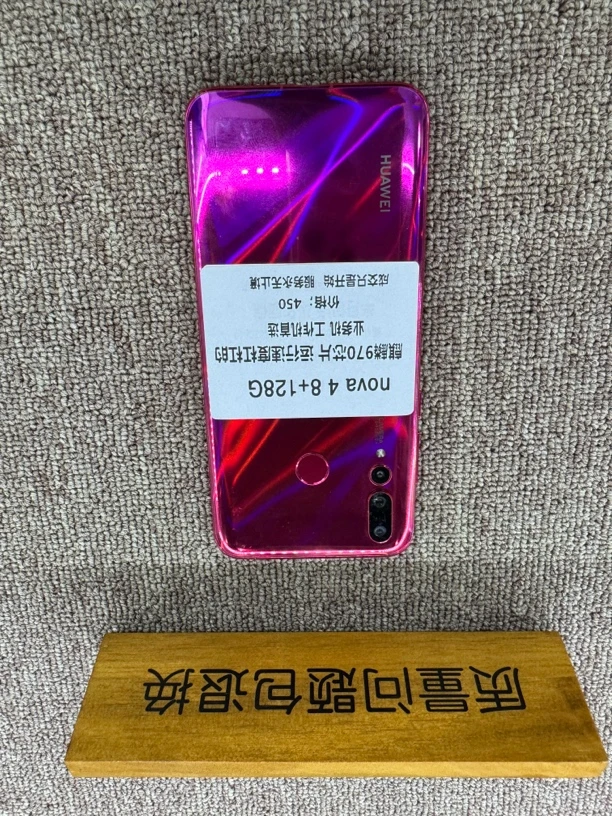 质量问题包退换
nova 4 8+128G
麒麟970芯片 运行速度杠杠的
业务机 工作机首选
价格：450
成交只是开始 服务永无止境
HUAWEI